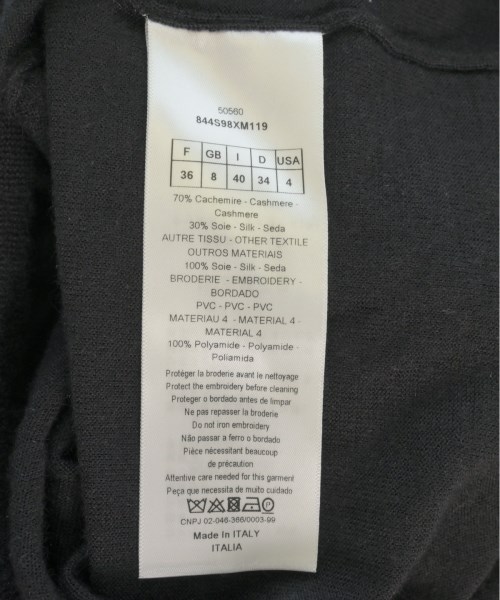 50560
844S98XM119
F GB I D USA
36 8 40 34 4
70% Cachemire - Cashmere -
Cashmere
30% Soie - Silk - Seda
AUTRE TISSU - OTHER TEXTILE
OUTROS MATERIAIS
100% Soie - Silk - Seda
BRODERIE - EMBROIDERY -
BORDADO
PVC - PVC - PVC
MATERIAU 4 - MATERIAL 4 -
MATERIAL 4
100% Polyamide - Polyamide -
Poliamida
Protéger la broderie avant le nettoyage
Protect the embroidery before cleaning
Proteger o bordado antes de limpar
Ne pas repasser la broderie
Do not iron embroidery
Não passar a ferro o bordado
Pièce nécessitant beaucoup
de précaution
Attentive care needed for this garment
Peça que necessita de muito cuidado
P
CNPJ 02-046-386/0003-99
Made In ITALY
ITALIA